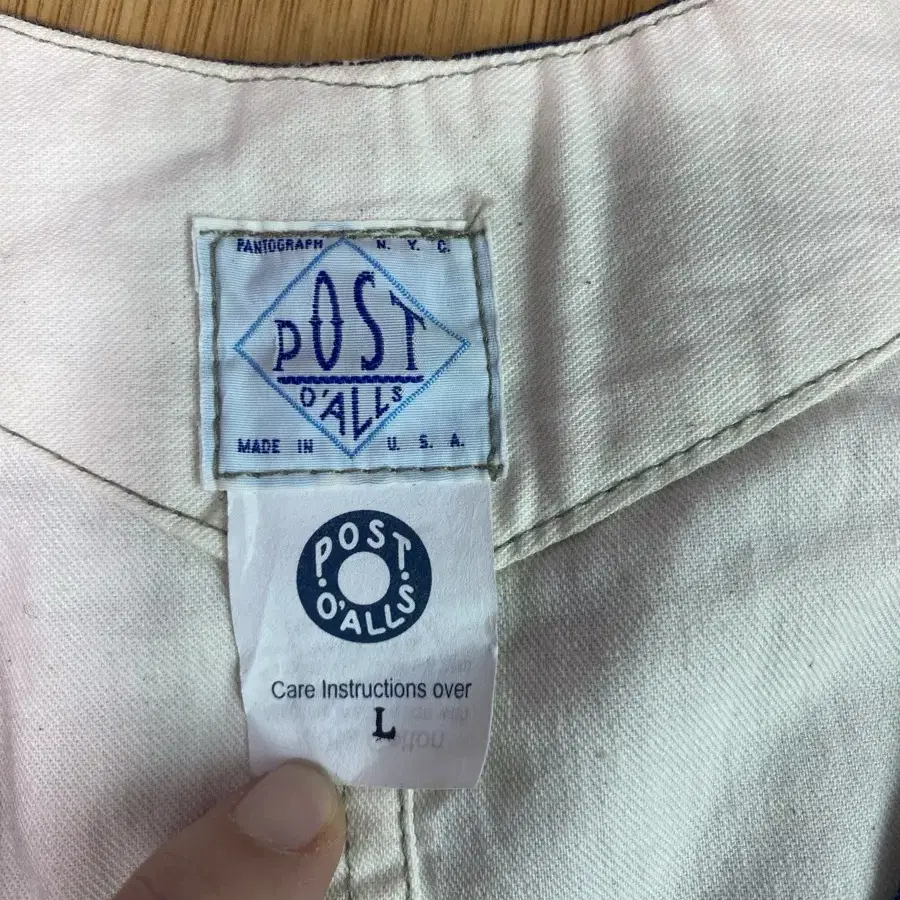 PANTOGRAPH N. Y. C.
POST
O'ALLS
MADE IN U. S. A.
POST
O'ALLS
Care Instructions over
L